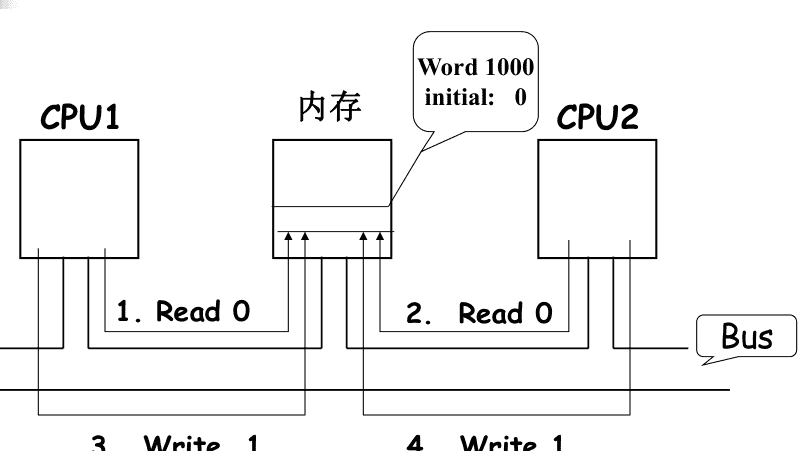 Word 1000
initial: 0
内存
CPU1
CPU2
1. Read 0
2. Read 0
Bus
3. Write 1
4. Write 1